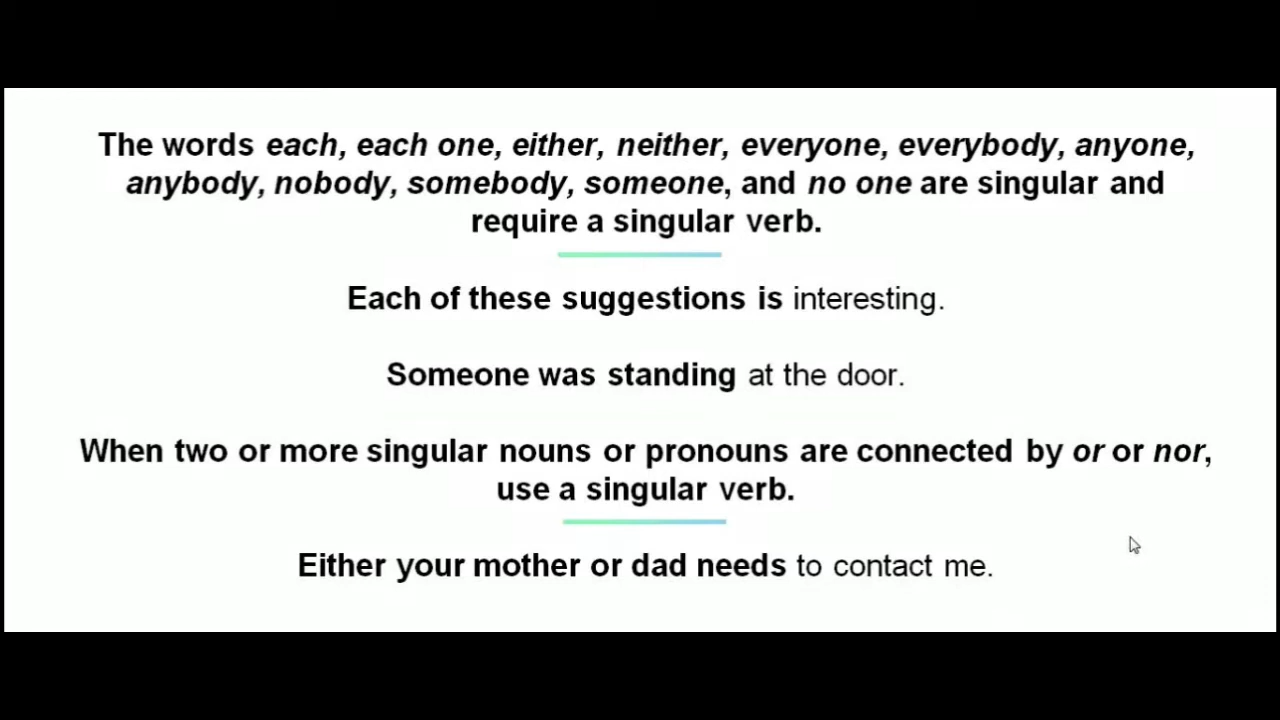 The words each, each one, either, neither, everyone, everybody, anyone,
anybody, nobody, somebody, someone, and no one are singular and
require a singular verb.
Each of these suggestions is interesting.
Someone was standing at the door.
When two or more singular nouns or pronouns are connected by or or nor,
use a singular verb.
Either your mother or dad needs to contact me.